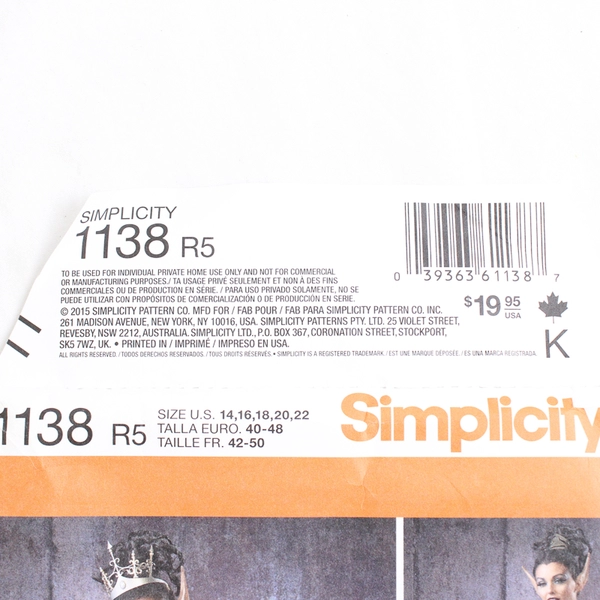 SIMPLICITY
1138 R5
TO BE USED FOR INDIVIDUAL PRIVATE HOME USE ONLY AND NOT FOR COMMERCIAL
OR MANUFACTURING PURPOSES./ TA USAGE PRIVÉ SEULEMENT ET NON À DES FINS
COMMERCIALES OU DE PRODUCTION EN SERIE. / PARA USO PRIVADO SOLAMENTE, NO SE
PUEDE UTILIZAR CON PROPÓSITOS DE COMERCIALIZACIÓN O DE PRODUCCIÓN EN SERIE.
© 2015 SIMPLICITY PATTERN CO. MFD FOR / FAB POUR / FAB PARA SIMPLICITY PATTERN CO. INC.
261 MADISON AVENUE, NEW YORK, NY 10016, USA. SIMPLICITY PATTERNS PTY. LTD. 25 VIOLET STREET,
REVESBY, NSW 2212, AUSTRALIA. SIMPLICITY LTD., P.O. BOX 367, CORONATION STREET, STOCKPORT,
SK5 7WZ, UK. • PRINTED IN / IMPRIMÉ / IMPRESO EN USA.
ALL RIGHTS RESERVED. /TODOS DERECHOS RESERVADOS. / TOUS DROITS RÉSERVÉS • SIMPLICITY IS A REGISTERED TRADEMARK. / EST UNE MARQUE DÉPOSÉE. / ES UNA MARCA REGISTRADA.
0 39363 61138 7
$19 95
USA
K
1138 R5
SIZE U.S. 14,16,18,20,22
TALLA EURO. 40-48
TAILLE FR. 42-50
Simplicity